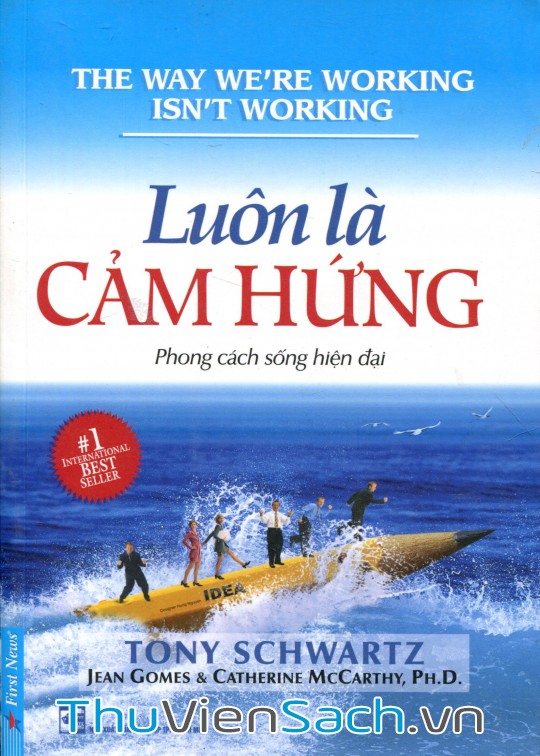 THE WAY WE'RE WORKING
ISN'T WORKING
Luôn là
CẢM HỨNG
Phong cách sống hiện đại
#1
INTERNATIONAL
BEST
SELLER
IDEA
TONY SCHWARTZ
JEAN GOMES & CATHERINE MCCARTHY, PH.D.
First News
ThuVienSach.vn